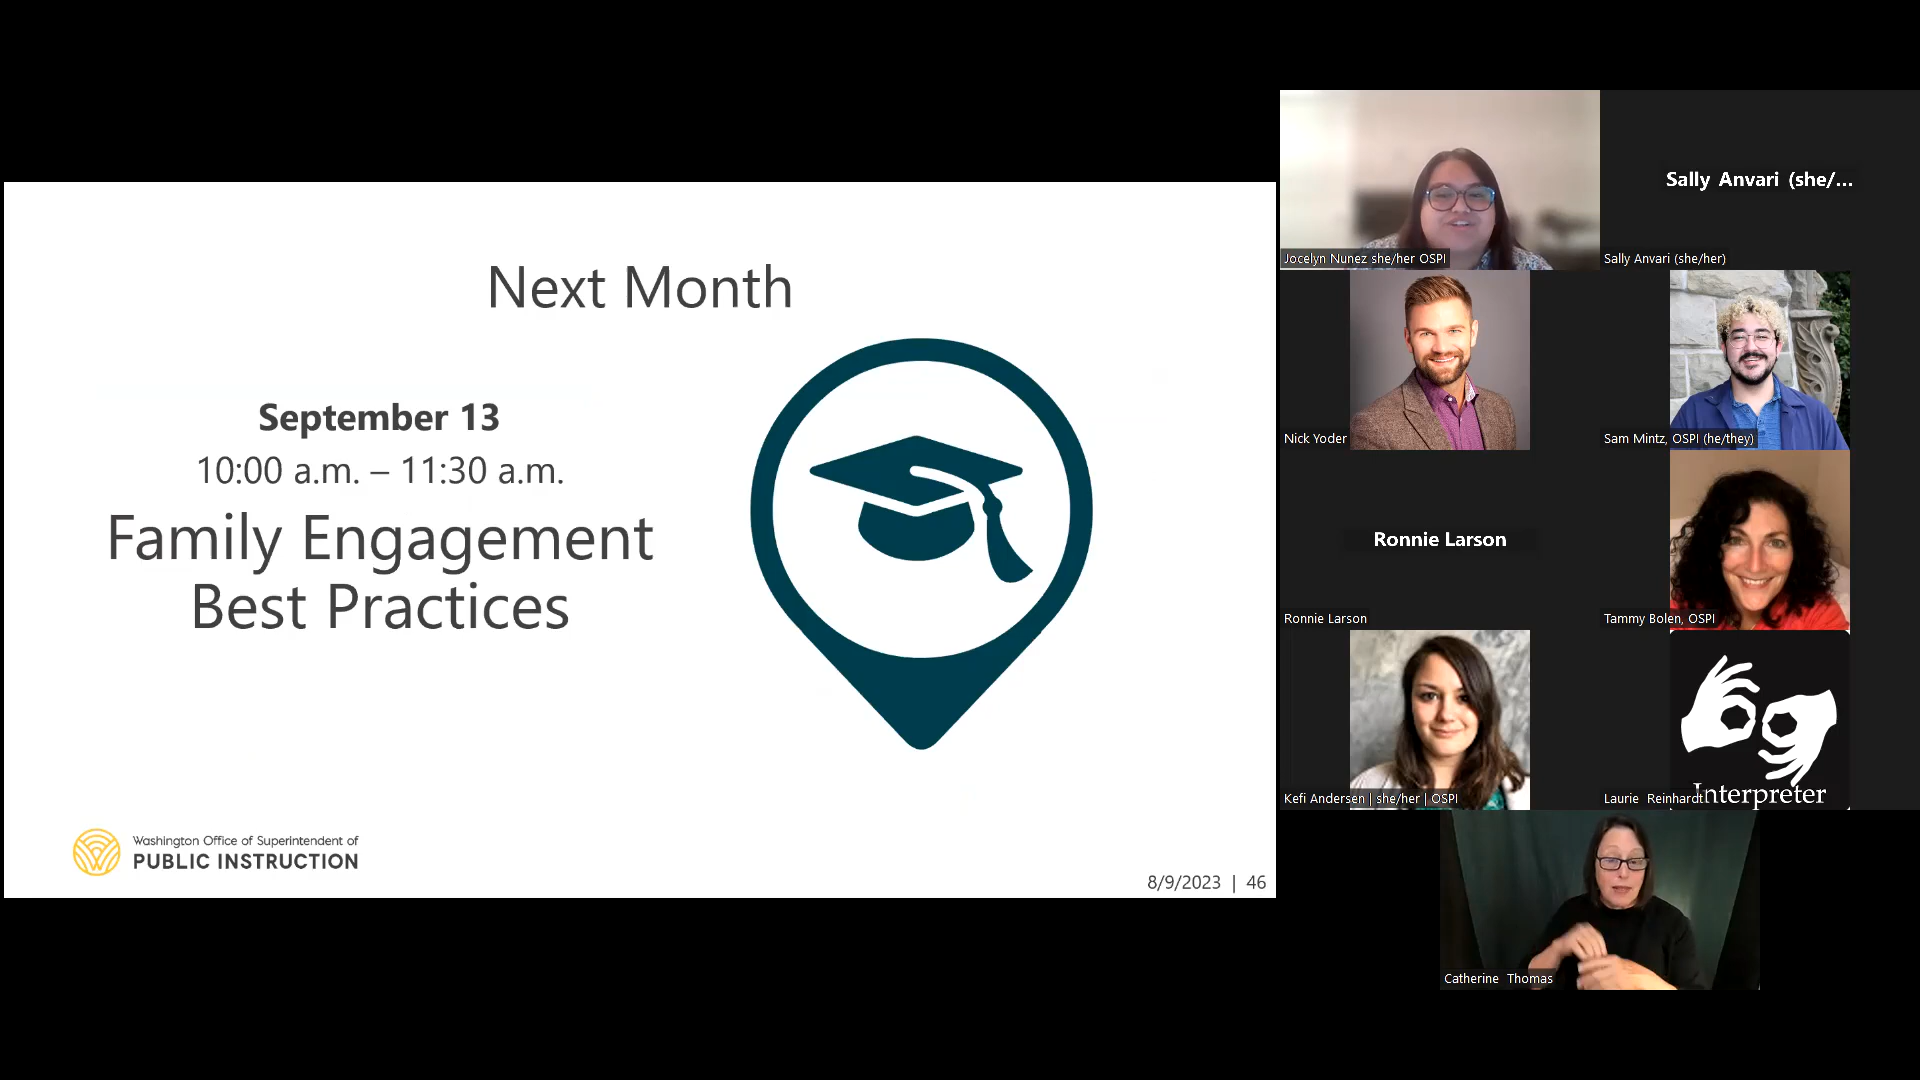 Next Month
September 13
10:00 a.m. – 11:30 a.m.
Family Engagement
Best Practices
Washington Office of Superintendent of
PUBLIC INSTRUCTION
8/9/2023 | 46
Jocelyn Nunez she/her OSPI
Sally Anvari (she/...
Sally Anvari (she/her)
Nick Yoder
Sam Mintz, OSPI (he/they)
Ronnie Larson
Ronnie Larson
Tammy Bolen, OSPI
Kefi Andersen | she/her | OSPI
Interpreter
Laurie Reinhardt
Catherine Thomas